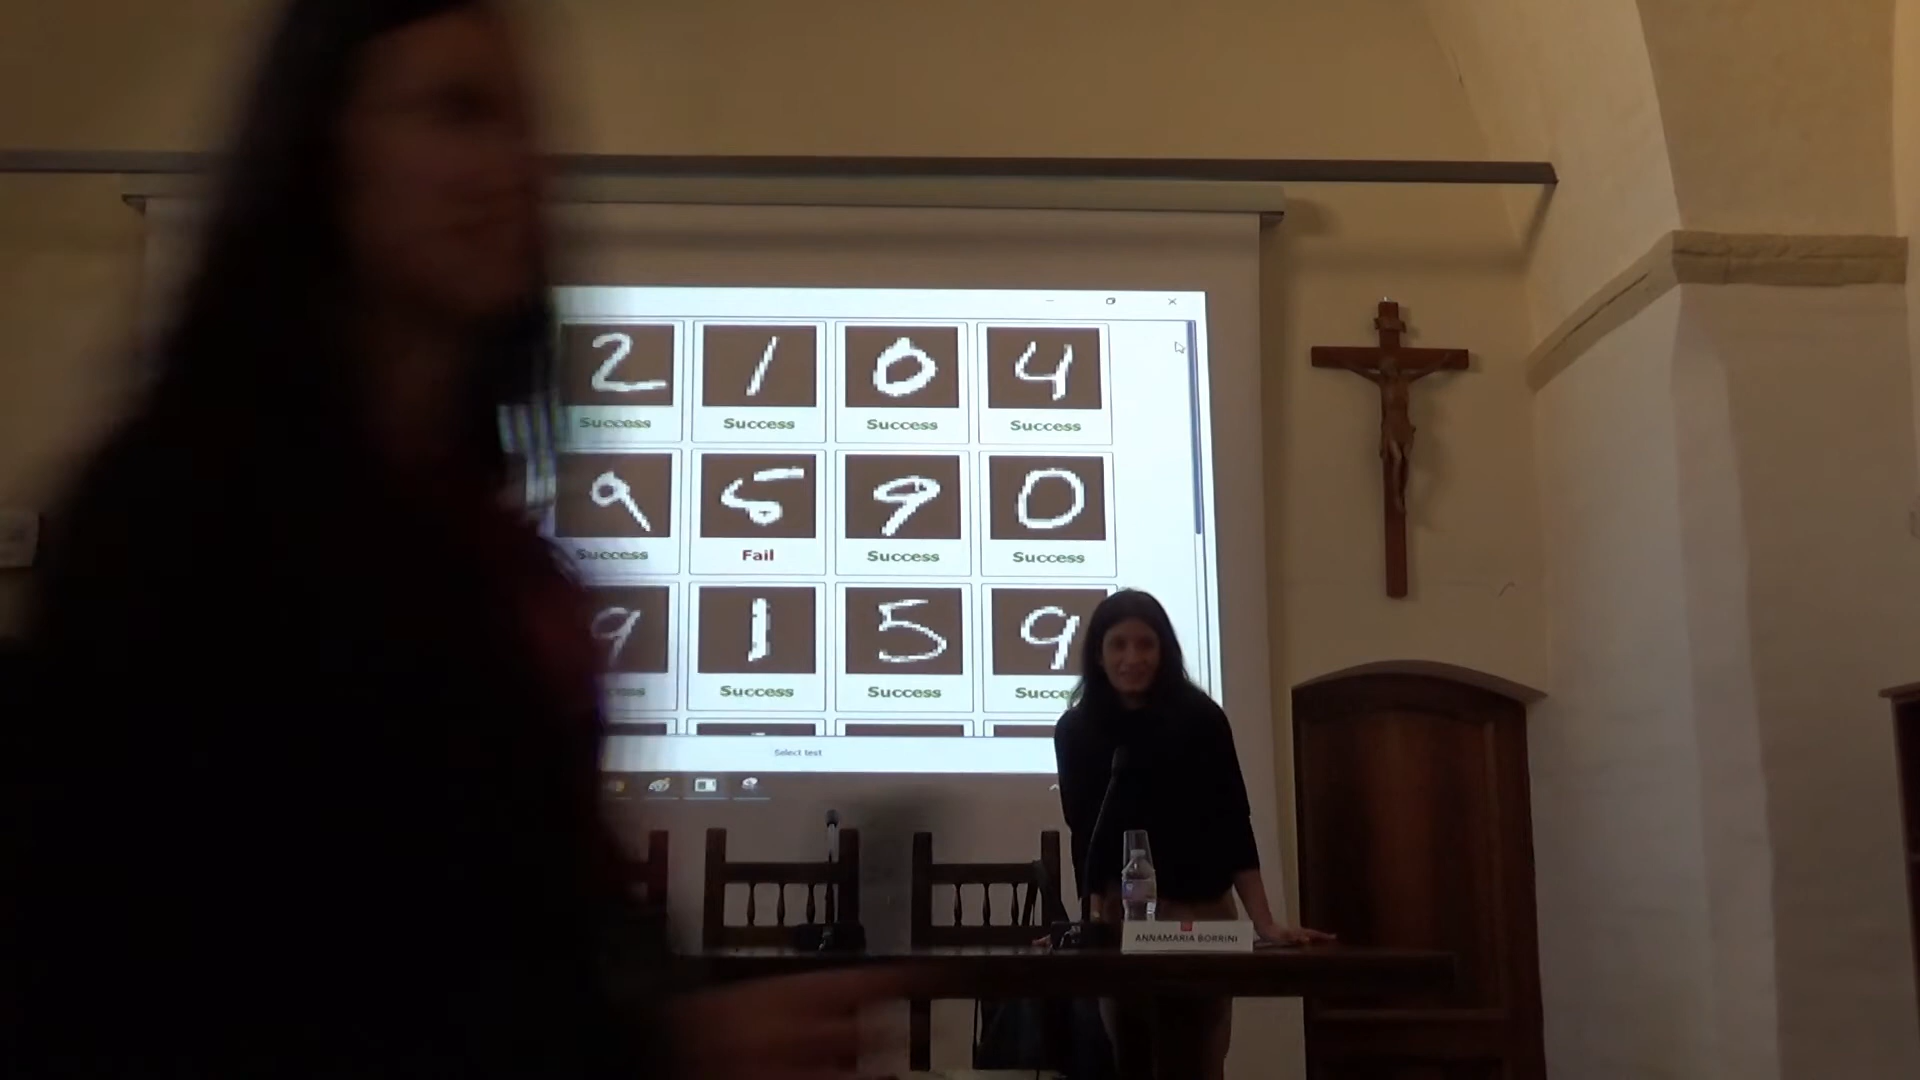 2 1 0 4
Success Success Success Success
9 5 9 0
Success Fail Success Success
9 1 5 9
Success Success
Select test
ANNAMARIA BORRINI